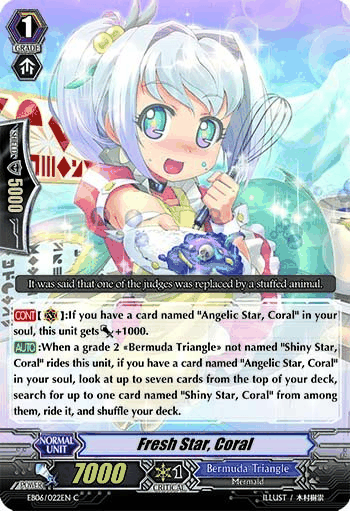 1
GRADE
SHIELD
5000
It was said that one of the judges was replaced by a stuffed animal.
CONT【】:If you have a card named "Angelic Star, Coral" in your
soul, this unit gets +1000.
AUTO:When a grade 2 «Bermuda Triangle» not named "Shiny Star,
Coral" rides this unit, if you have a card named "Angelic Star, Coral"
in your soul, look at up to seven cards from the top of your deck,
search for up to one card named "Shiny Star, Coral" from among
them, ride it, and shuffle your deck.
NORMAL
UNIT
Fresh Star, Coral
POWER
7000
1
CRITICAL
Bermuda Triangle
Mermaid
EB06/022EN C
ILLUST / 木村樹崇